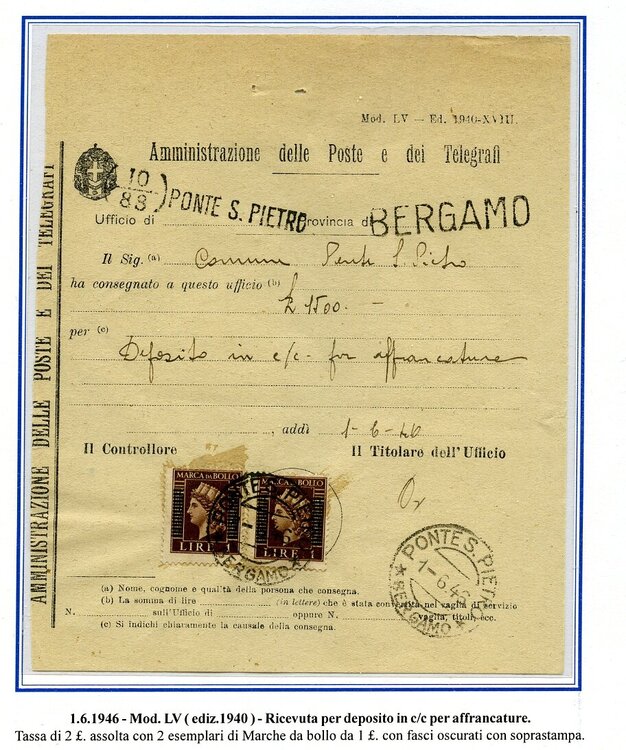 Mod. LV — Ed. 1940-XVIII.
Amministrazione delle Poste e dei Telegrafi
10
88
PONTE S. PIETRO
BERGAMO
Ufficio di provincia di
Il Sig. (a) Comune Ponte S. Pietro
ha consegnato a questo ufficio (b)
£ 1500. -
per (c)
Deposito in c/c per affrancature
, addì 1-6-46
Il Controllore Il Titolare dell'Ufficio
MARCA DA BOLLO
LIRE 1
MARCA DA BOLLO
LIRE 1
PONTE S. PIETRO
BERGAMO
PONTE S. PIETRO
1-6.46
BERGAMO
(a) Nome, cognome e qualità della persona che consegna.
(b) La somma di lire (in lettere) che è stata convertita nel vaglia di servizio
N. sull'Ufficio di oppure N. vaglia, titoli, ecc.
(c) Si indichi chiaramente la causale della consegna.
AMMINISTRAZIONE DELLE POSTE E DEI TELEGRAFI
1.6.1946 - Mod. LV ( ediz.1940 ) - Ricevuta per deposito in c/c per affrancature.
Tassa di 2 £. assolta con 2 esemplari di Marche da bollo da 1 £. con fasci oscurati con soprastampa.